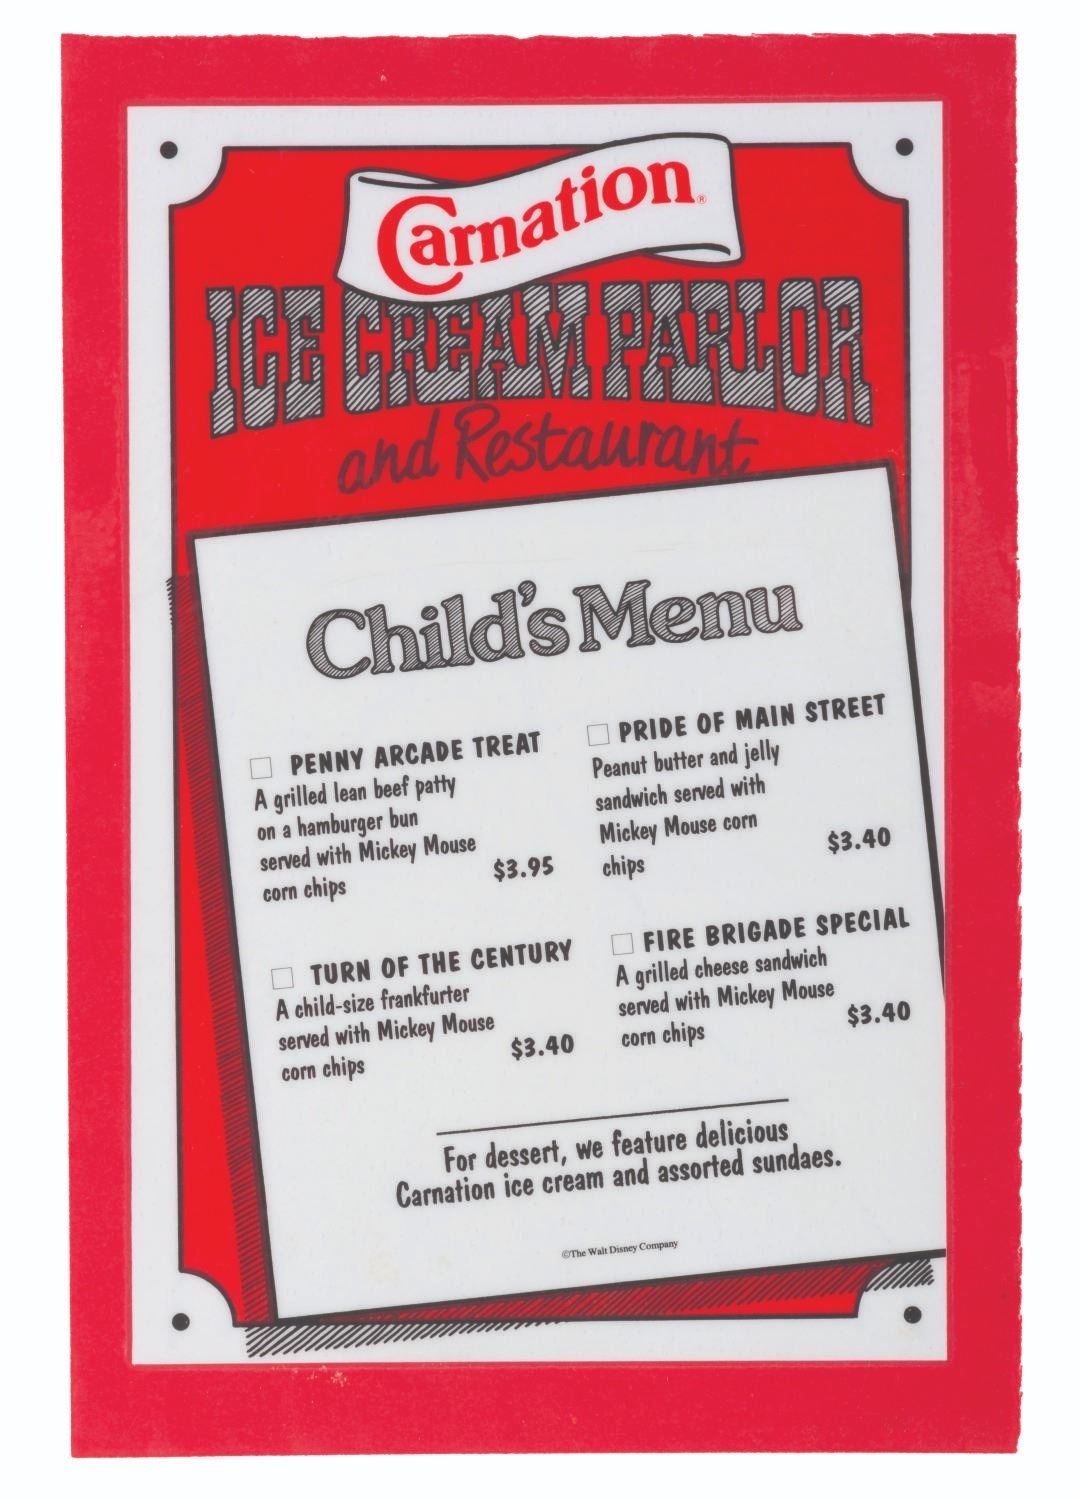 Carnation®
ICE CREAM PARLOR
and Restaurant
Child's Menu
☐ PENNY ARCADE TREAT
A grilled lean beef patty
on a hamburger bun
served with Mickey Mouse
corn chips $3.95
☐ PRIDE OF MAIN STREET
Peanut butter and jelly
sandwich served with
Mickey Mouse corn
chips $3.40
☐ TURN OF THE CENTURY
A child-size frankfurter
served with Mickey Mouse
corn chips $3.40
☐ FIRE BRIGADE SPECIAL
A grilled cheese sandwich
served with Mickey Mouse
corn chips $3.40
For dessert, we feature delicious
Carnation ice cream and assorted sundaes.
©The Walt Disney Company